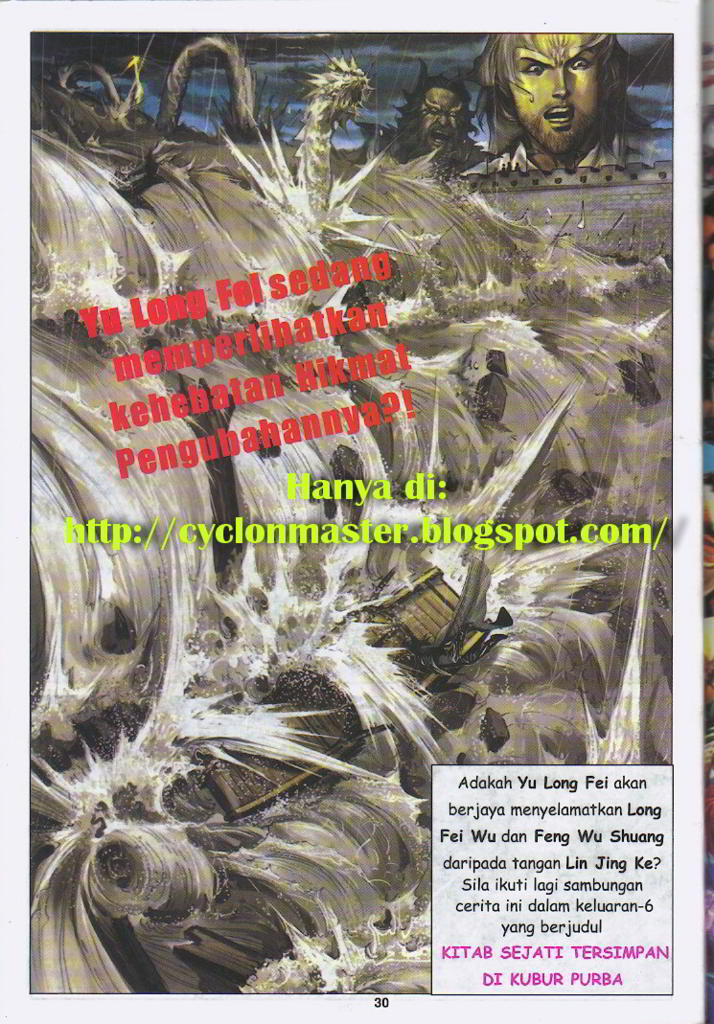 Yu Long Fei sedang
memperlihatkan
kehebatan Hikmat
Pengubahannya?!
Hanya di:
http://cyclonmaster.blogspot.com/
Adakah Yu Long Fei akan
berjaya menyelamatkan Long
Fei Wu dan Feng Wu Shuang
daripada tangan Lin Jing Ke?
Sila ikuti lagi sambungan
cerita ini dalam keluaran-6
yang berjudul
KITAB SEJATI TERSIMPAN
DI KUBUR PURBA
30